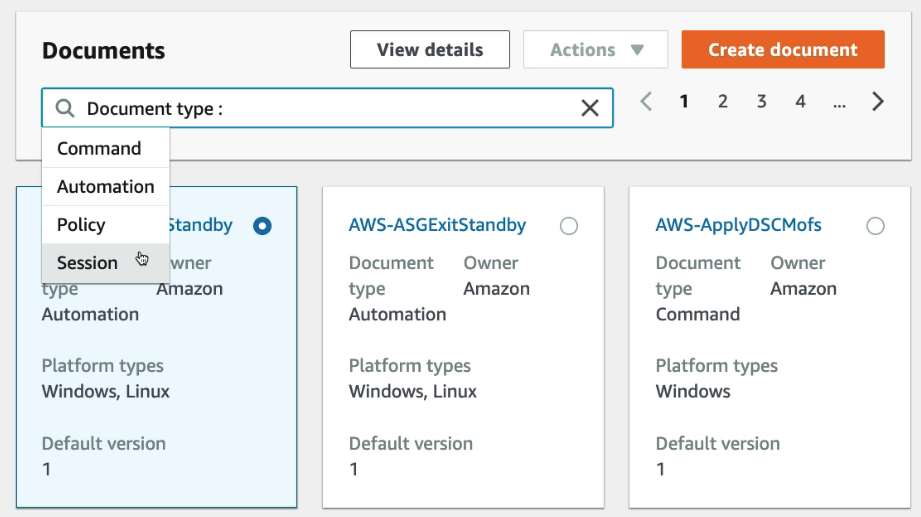 Documents
View details
Actions
Create document
Document type :
1 2 3 4 ...
Command
Automation
Policy
Session
Standby
wner
type
Amazon
Automation
Platform types
Windows, Linux
Default version
1
AWS-ASGExitStandby
Document type
Owner
Amazon
Automation
Platform types
Windows, Linux
Default version
1
AWS-ApplyDSCMofs
Document type
Owner
Amazon
Command
Platform types
Windows
Default version
1